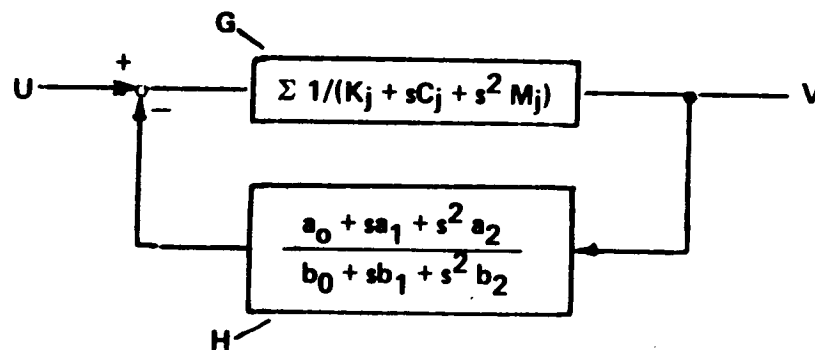 G
U + − Σ 1/(Kj + sCj + s² Mj) V
a₀ + sa₁ + s² a₂
b₀ + sb₁ + s² b₂
H